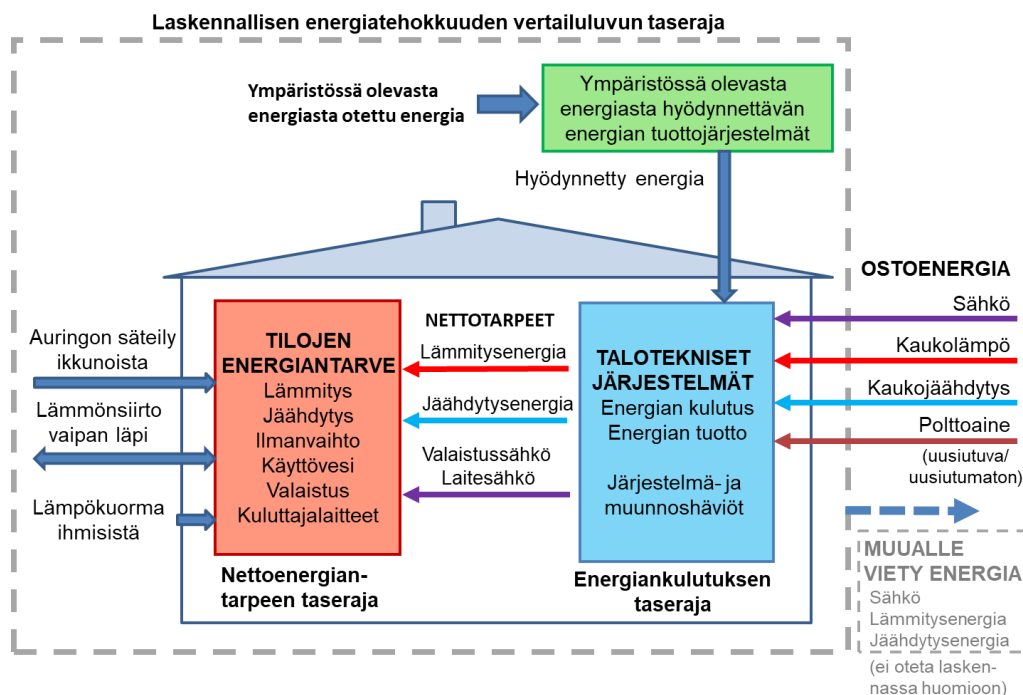 Laskennallisen energiatehokkuuden vertailuluvun taseraja
Ympäristössä olevasta
energiasta otettu energia
Ympäristössä olevasta
energiasta hyödynnettävän
energian tuottojärjestelmät
Hyödynnetty energia
Auringon säteily
ikkunoista
Lämmönsiirto
vaipan läpi
Lämpökuorma
ihmisistä
TILOJEN
ENERGIANTARVE
Lämmitys
Jäähdytys
Ilmanvaihto
Käyttövesi
Valaistus
Kuluttajalaitteet
Nettoenergian-
tarpeen taseraja
NETTOTARPEET
Lämmitysenergia
Jäähdytysenergia
Valaistussähkö
Laitesähkö
TALOTEKNISET
JÄRJESTELMÄT
Energian kulutus
Energian tuotto
Järjestelmä- ja
muunnoshäviöt
Energiankulutuksen
taseraja
OSTOENERGIA
Sähkö
Kaukolämpö
Kaukojäähdytys
Polttoaine
(uusiutuva/
uusiutumaton)
MUUALLE
VIETY ENERGIA
Sähkö
Lämmitysenergia
Jäähdytysenergia
(ei oteta lasken-
nassa huomioon)